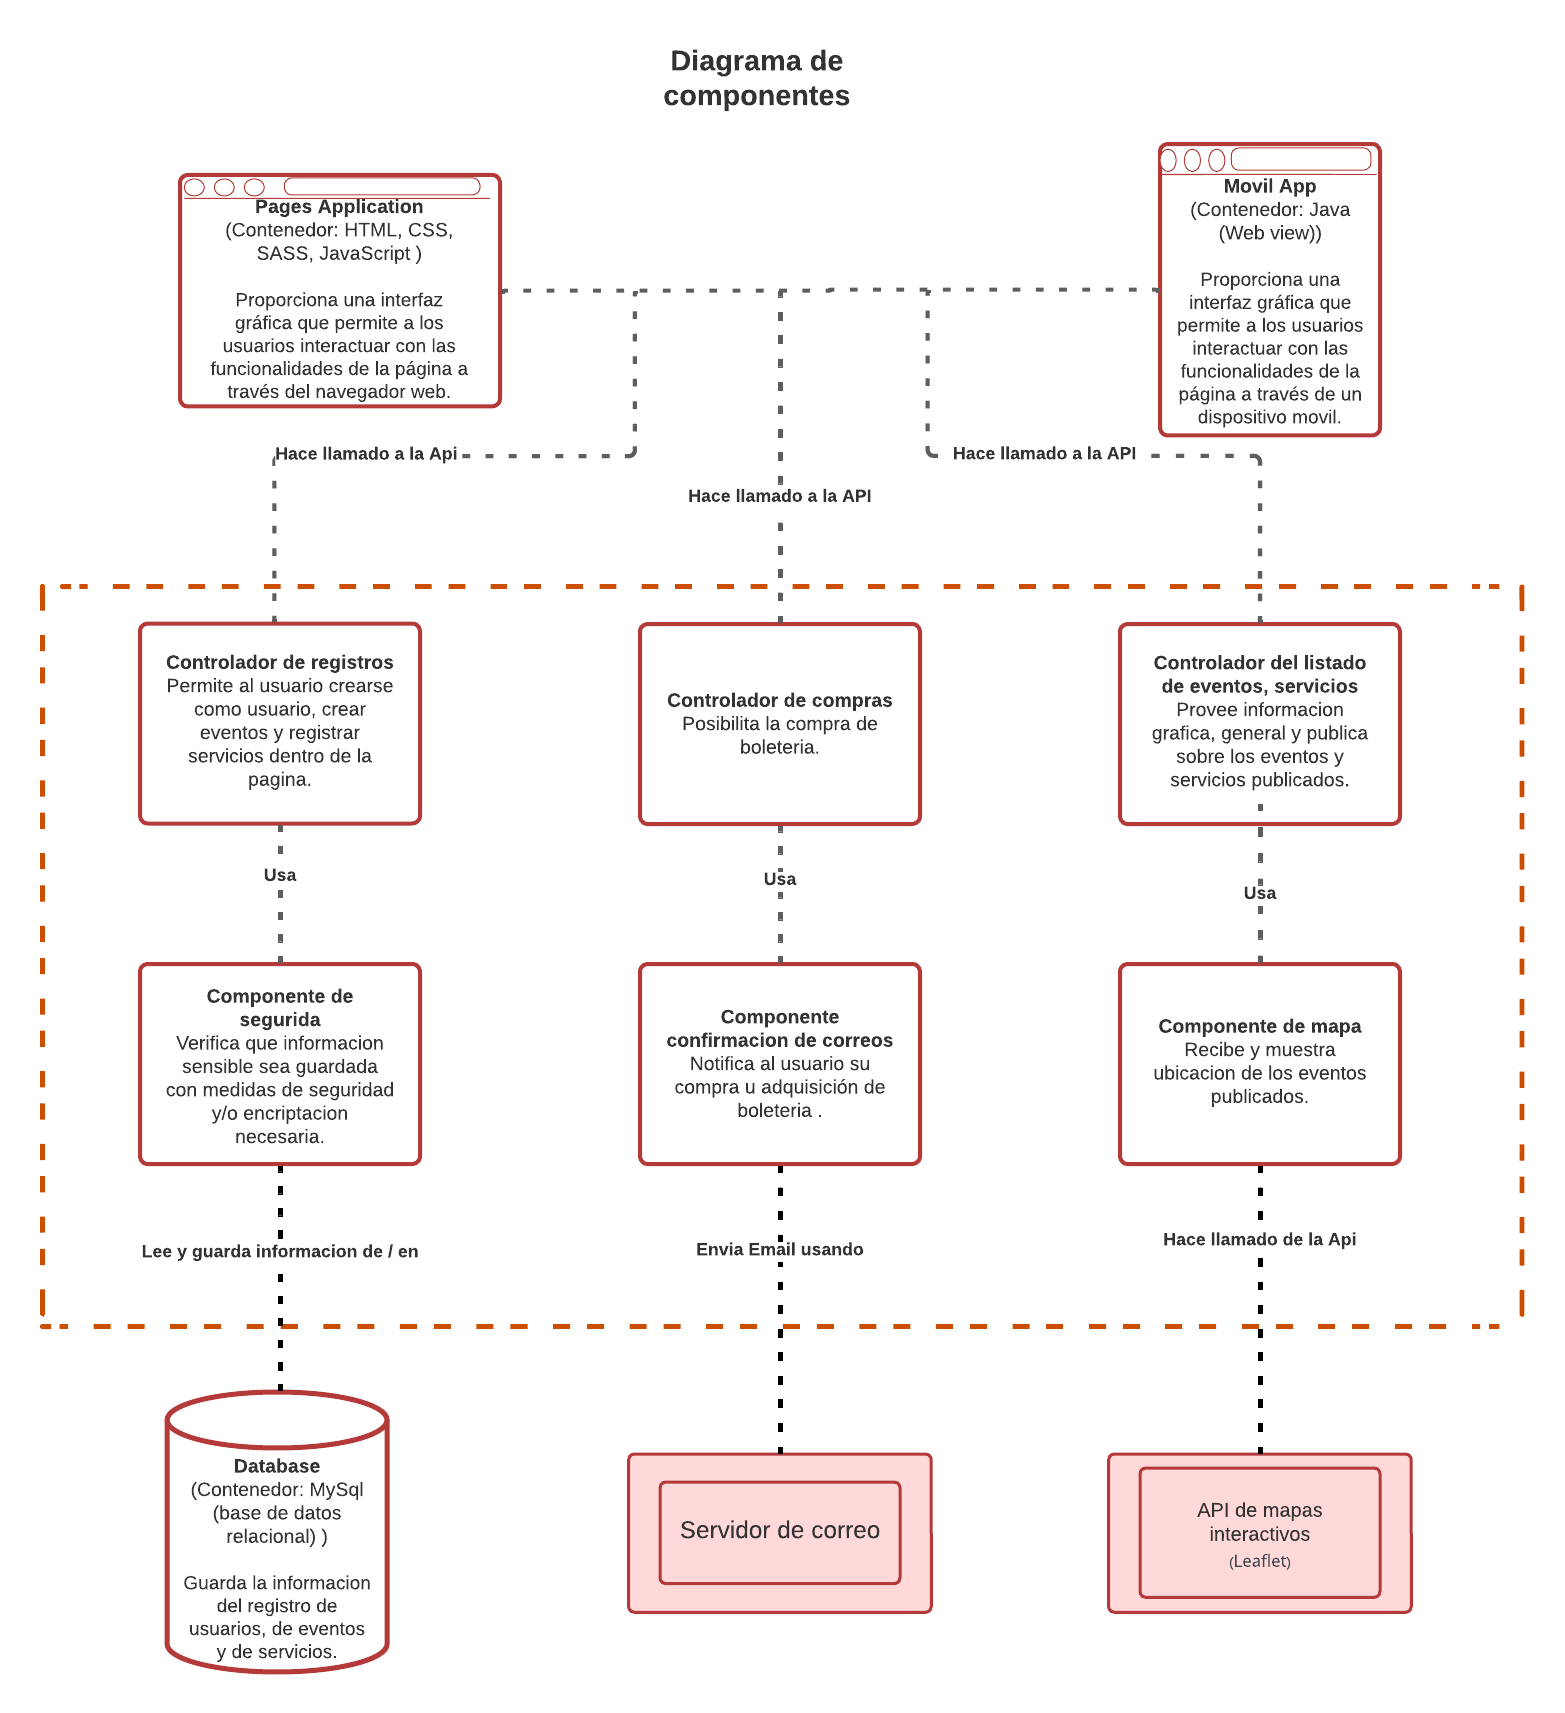 Diagrama de
componentes
Pages Application
(Contenedor: HTML, CSS,
SASS, JavaScript )
Proporciona una interfaz
gráfica que permite a los
usuarios interactuar con las
funcionalidades de la página a
través del navegador web.
Movil App
(Contenedor: Java
(Web view))
Proporciona una
interfaz gráfica que
permite a los usuarios
interactuar con las
funcionalidades de la
página a través de un
dispositivo movil.
Hace llamado a la Api
Hace llamado a la API
Hace llamado a la API
Controlador de registros
Permite al usuario crearse
como usuario, crear
eventos y registrar
servicios dentro de la
pagina.
Controlador de compras
Posibilita la compra de
boleteria.
Controlador del listado
de eventos, servicios
Provee informacion
grafica, general y publica
sobre los eventos y
servicios publicados.
Usa
Usa
Usa
Componente de
segurida
Verifica que informacion
sensible sea guardada
con medidas de seguridad
y/o encriptacion
necesaria.
Componente
confirmacion de correos
Notifica al usuario su
compra u adquisición de
boleteria .
Componente de mapa
Recibe y muestra
ubicacion de los eventos
publicados.
Lee y guarda informacion de / en
Envia Email usando
Hace llamado de la Api
Database
(Contenedor: MySql
(base de datos
relacional) )
Guarda la informacion
del registro de
usuarios, de eventos
y de servicios.
Servidor de correo
API de mapas
interactivos
(Leaflet)